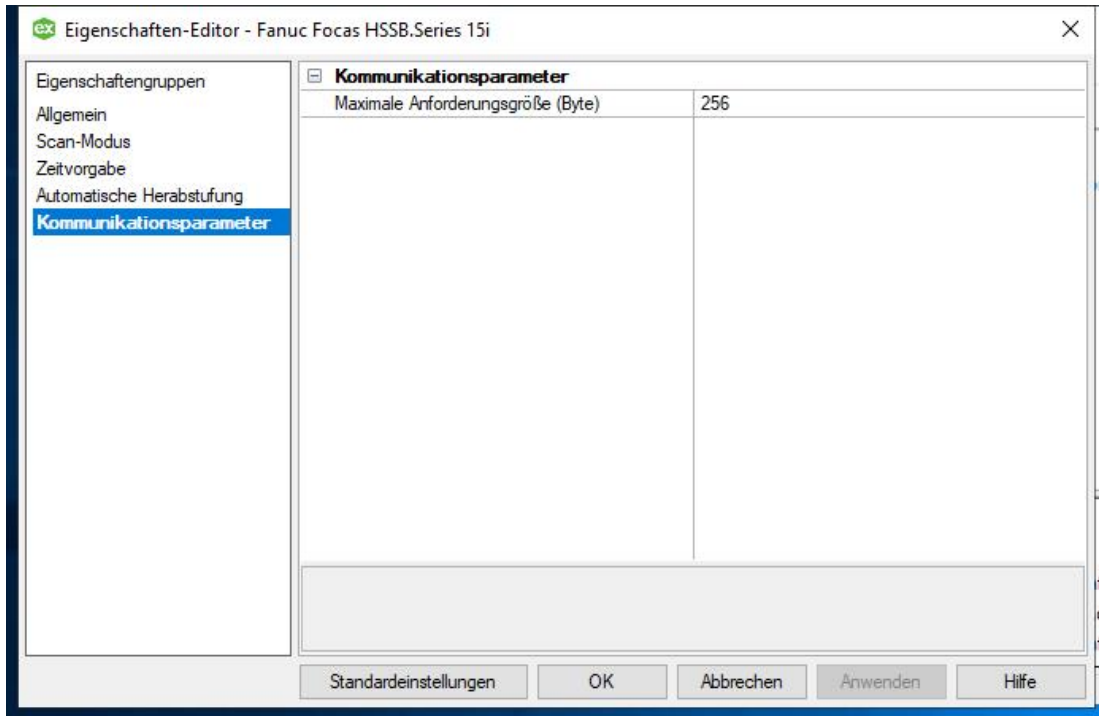 ex Eigenschaften-Editor - Fanuc Focas HSSB.Series 15i
Eigenschaftengruppen
Allgemein
Scan-Modus
Zeitvorgabe
Automatische Herabstufung
Kommunikationsparameter
Kommunikationsparameter
Maximale Anforderungsgröße (Byte) 256
Standardeinstellungen OK Abbrechen Anwenden Hilfe